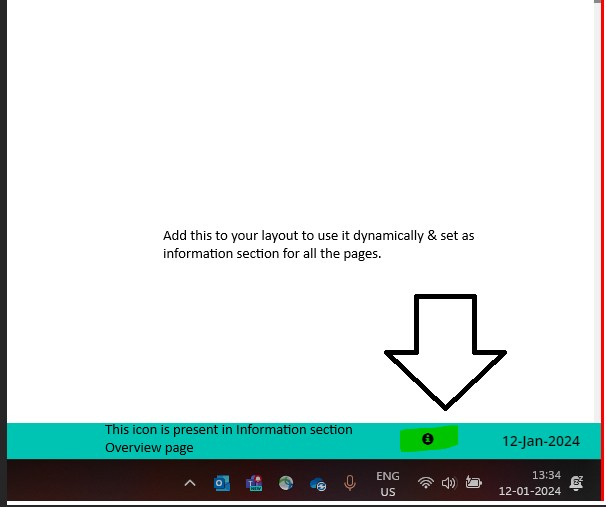 Add this to your layout to use it dynamically & set as
information section for all the pages.
This icon is present in Information section
Overview page
12-Jan-2024
ENG
US
13:34
12-01-2024